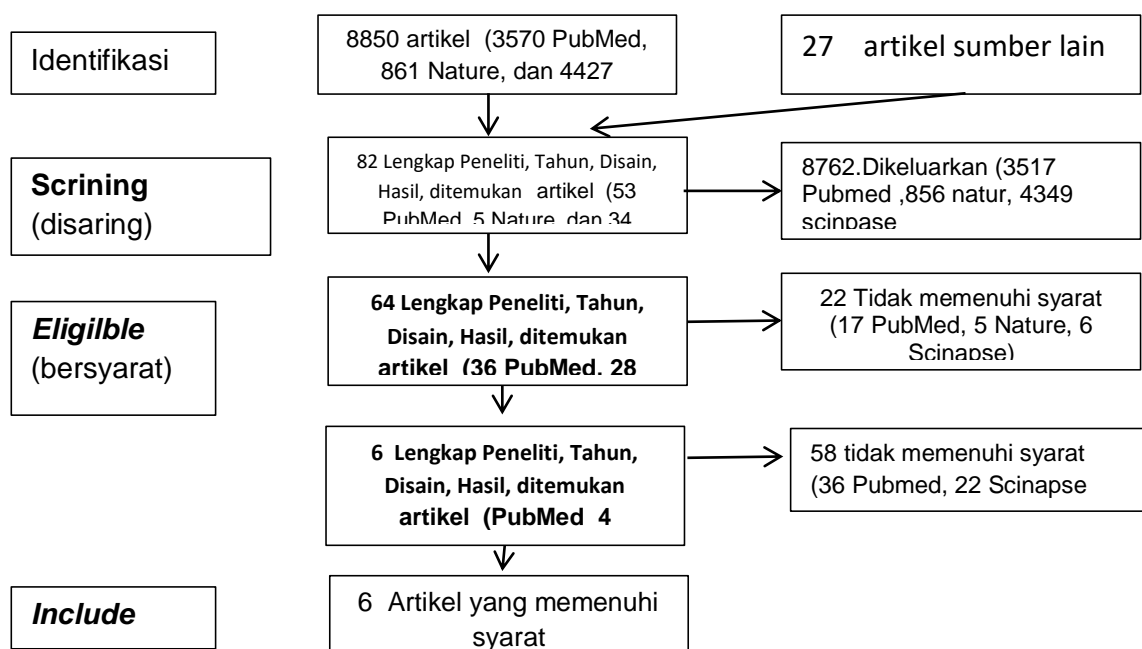 Identifikasi
8850 artikel (3570 PubMed,
861 Nature, dan 4427
27 artikel sumber lain
Scrining
(disaring)
82 Lengkap Peneliti, Tahun, Disain,
Hasil, ditemukan artikel (53
PubMed, 5 Nature, dan 34
8762.Dikeluarkan (3517
Pubmed ,856 natur, 4349
scinpase
Eligilble
(bersyarat)
64 Lengkap Peneliti, Tahun,
Disain, Hasil, ditemukan
artikel (36 PubMed, 28
22 Tidak memenuhi syarat
(17 PubMed, 5 Nature, 6
Scinapse)
6 Lengkap Peneliti, Tahun,
Disain, Hasil, ditemukan
artikel (PubMed 4
58 tidak memenuhi syarat
(36 Pubmed, 22 Scinapse
Include
6 Artikel yang memenuhi
syarat